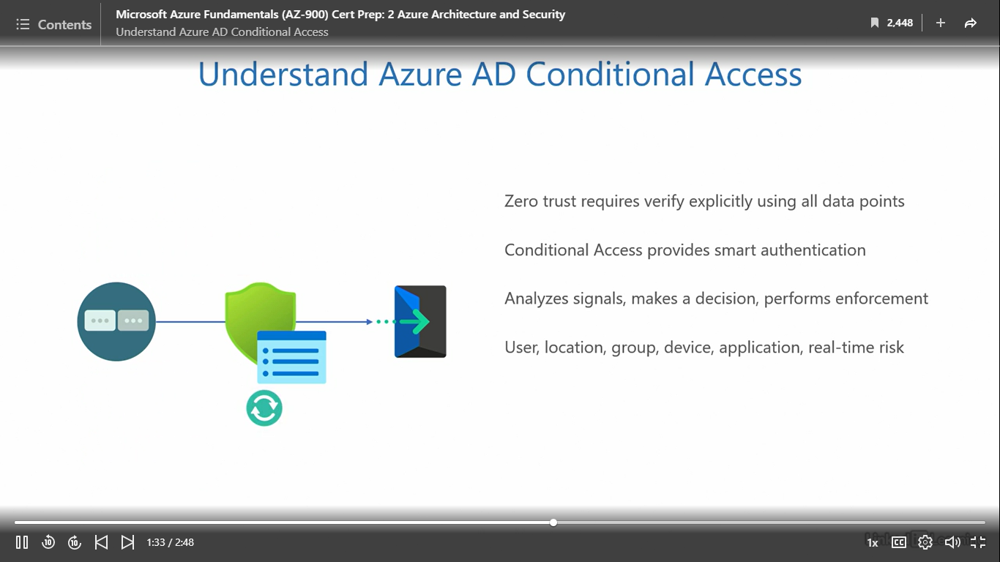 Contents
Microsoft Azure Fundamentals (AZ-900) Cert Prep: 2 Azure Architecture and Security
Understand Azure AD Conditional Access
2,448
Understand Azure AD Conditional Access
Zero trust requires verify explicitly using all data points
Conditional Access provides smart authentication
Analyzes signals, makes a decision, performs enforcement
User, location, group, device, application, real-time risk
10
10
1:33 / 2:48
1x
CC